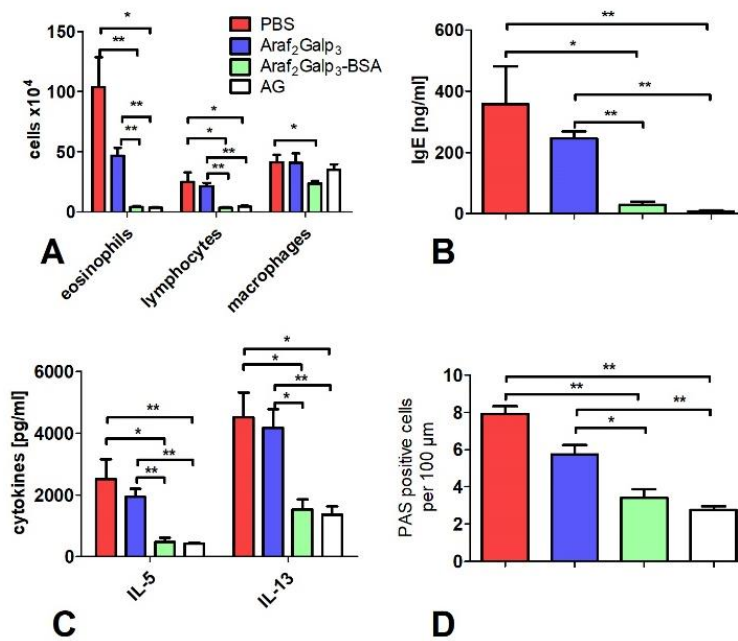 * ** ** ** * * ** ** *
PBS
Araf₂Galp₃
Araf₂Galp₃-BSA
AG
cells x10⁴
150
100
50
0
eosinophils
lymphocytes
macrophages
A
** * ** **
IgE [ng/ml]
600
400
200
0
B
** * ** ** * * ** *
cytokines [pg/ml]
6000
4000
2000
0
IL-5
IL-13
C
** ** ** *
PAS positive cells
per 100 µm
10
8
6
4
2
0
D